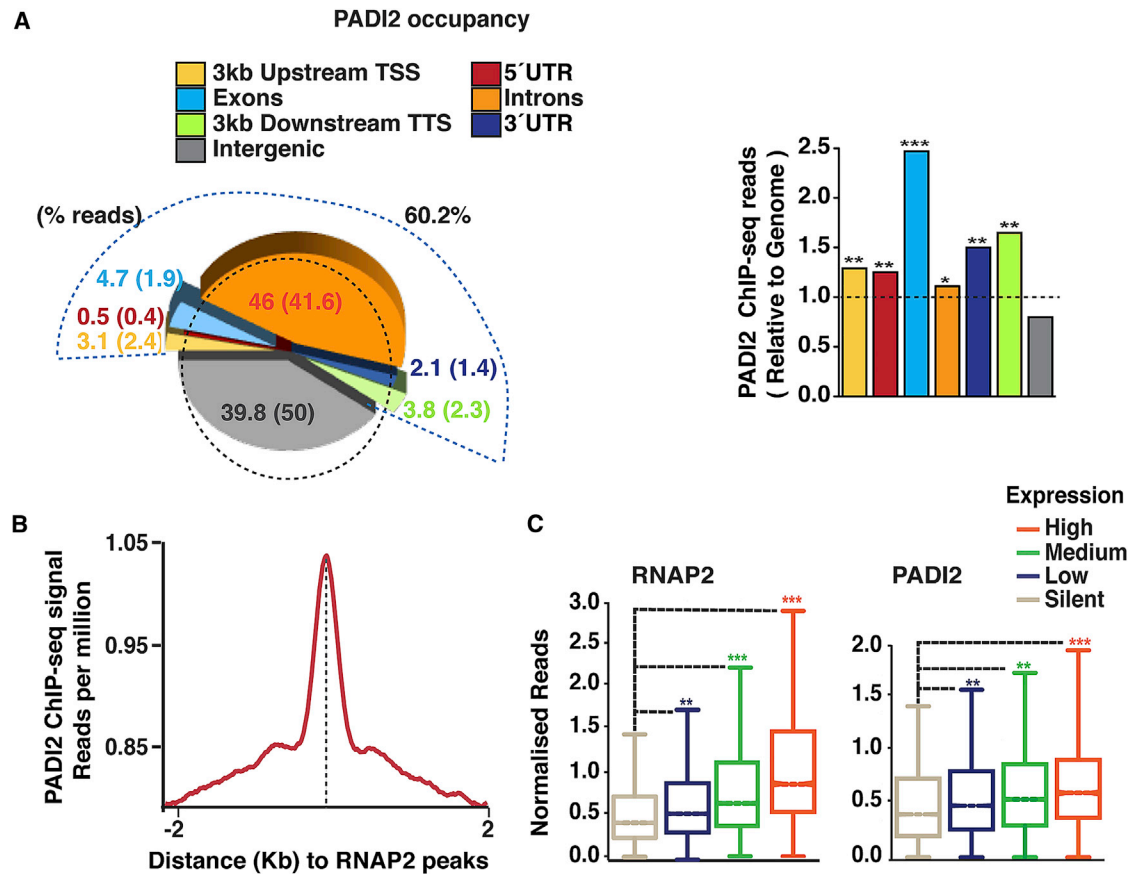 A
PADI2 occupancy
3kb Upstream TSS
5´UTR
Exons
Introns
3kb Downstream TTS
3´UTR
Intergenic
(% reads)
60.2%
4.7 (1.9)
46 (41.6)
0.5 (0.4)
3.1 (2.4)
2.1 (1.4)
3.8 (2.3)
39.8 (50)
PADI2 ChIP-seq reads
( Relative to Genome )
2.5
2.0
1.5
1.0
0.5
0.0
**
**
***
*
**
**
B
PADI2 ChIP-seq signal
Reads per million
1.05
0.95
0.85
-2
2
Distance (Kb) to RNAP2 peaks
C
Expression
High
Medium
Low
Silent
RNAP2
Normalised Reads
3.0
2.5
2.0
1.5
1.0
0.5
0.0
**
***
***
PADI2
2.0
1.5
1.0
0.5
0.0
**
**
***